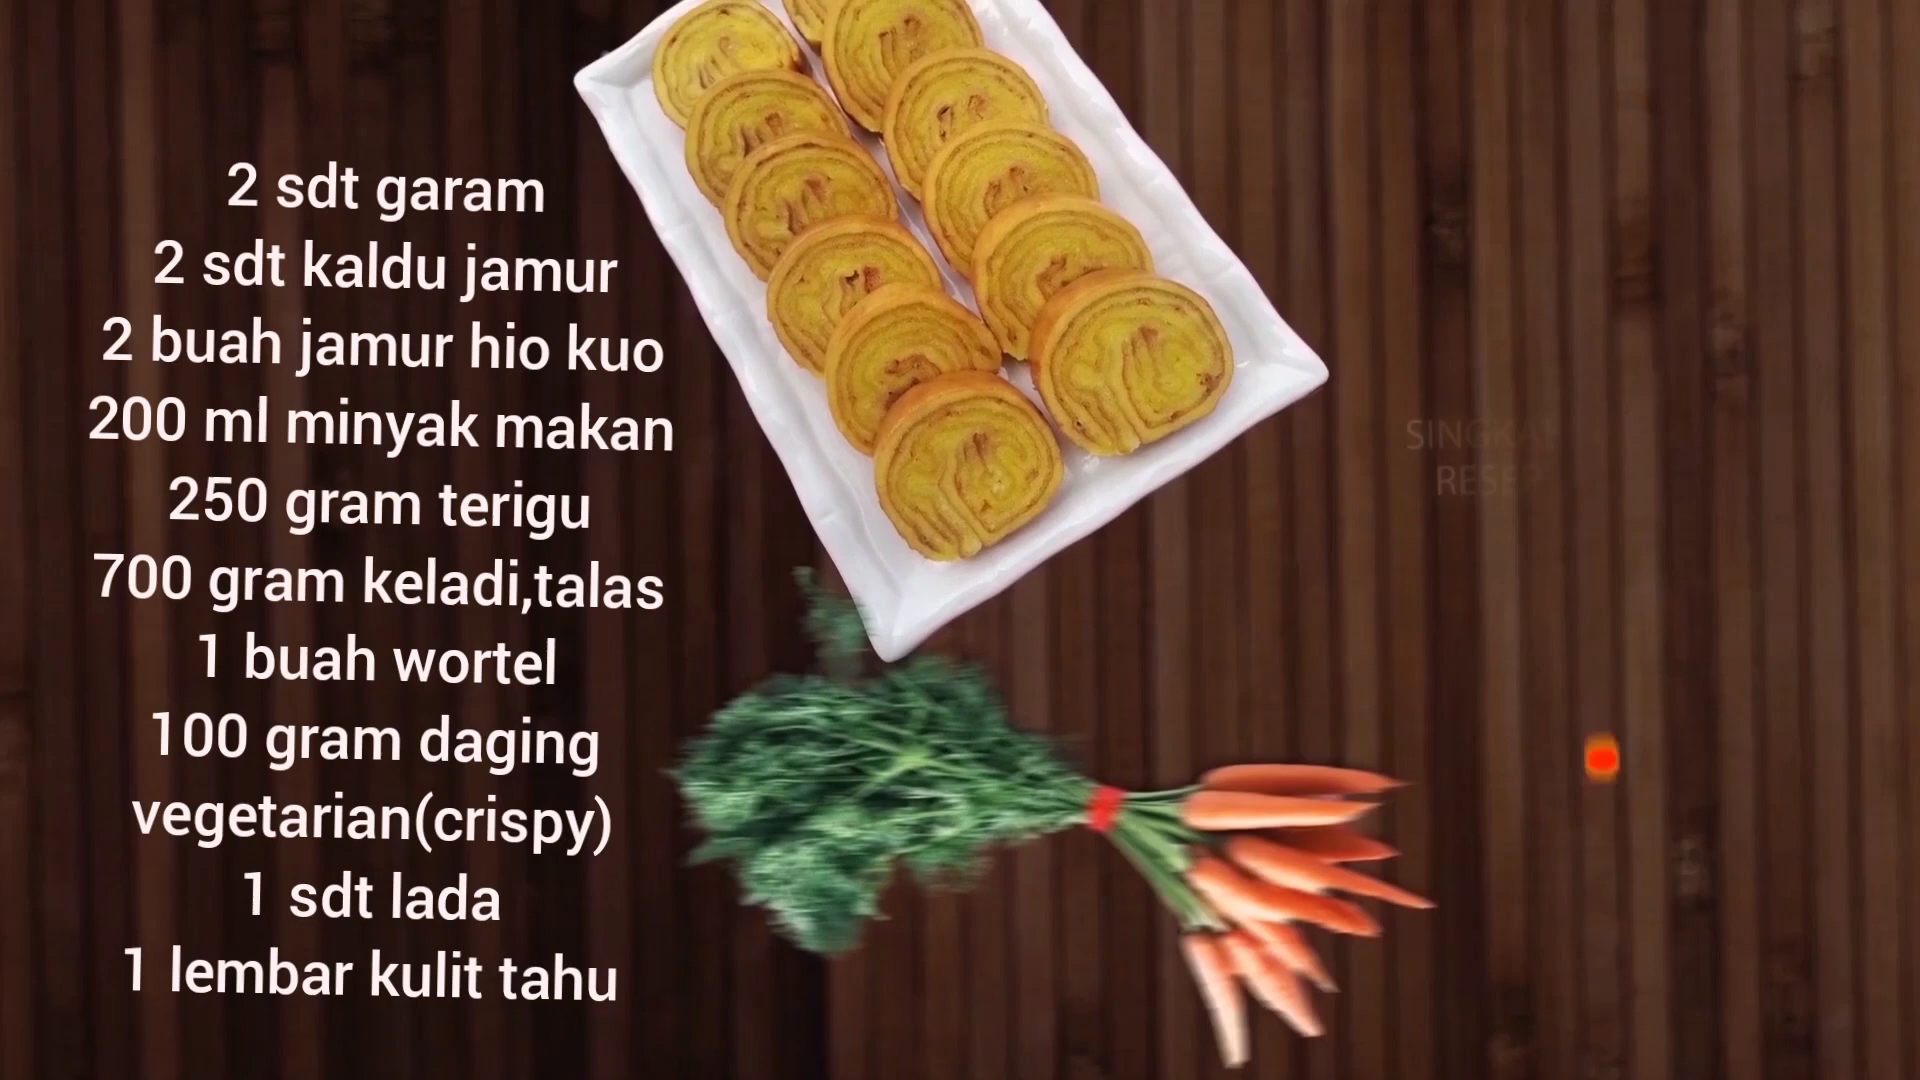 2 sdt garam
2 sdt kaldu jamur
2 buah jamur hio kuo
200 ml minyak makan
250 gram terigu
700 gram keladi,talas
1 buah wortel
100 gram daging
vegetarian(crispy)
1 sdt lada
1 lembar kulit tahu